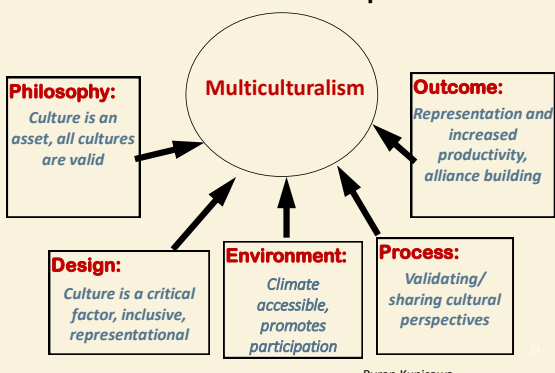 Multiculturalism
Philosophy:
Culture is an
asset, all cultures
are valid
Outcome:
Representation and
increased
productivity,
alliance building
Design:
Culture is a critical
factor, inclusive,
representational
Environment:
Climate
accessible,
promotes
participation
Process:
Validating/
sharing cultural
perspectives